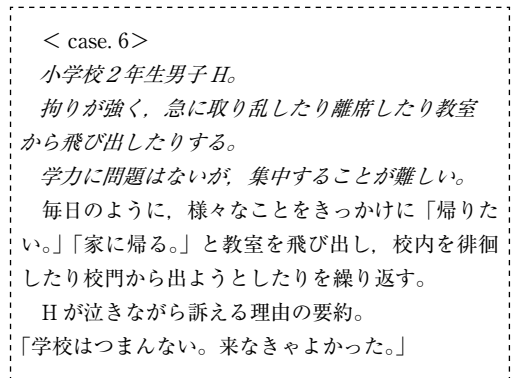 < case. 6>
小学校２年生男子 H。
拘りが強く，急に取り乱したり離席したり教室
から飛び出したりする。
学力に問題はないが，集中することが難しい。
毎日のように，様々なことをきっかけに「帰りた
い。」「家に帰る。」と教室を飛び出し，校内を徘徊
したり校門から出ようとしたりを繰り返す。
H が泣きながら訴える理由の要約。
「学校はつまんない。来なきゃよかった。」